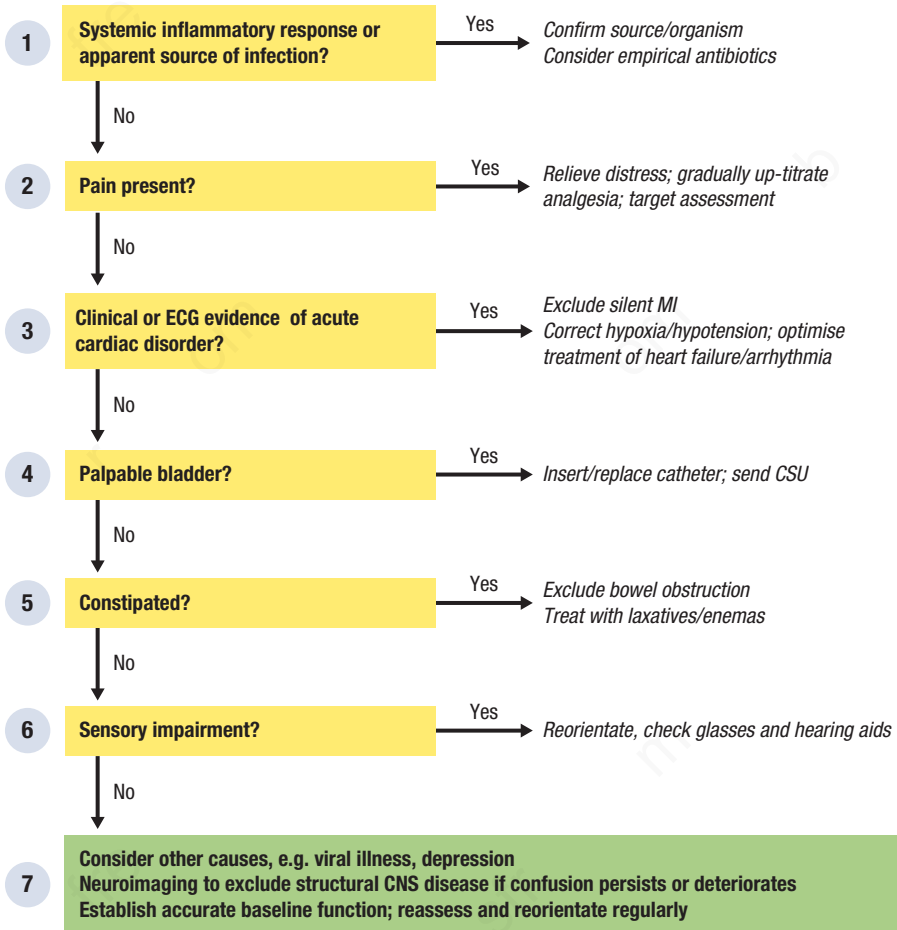 1
Systemic inflammatory response or
apparent source of infection?
Yes
Confirm source/organism
Consider empirical antibiotics
No
2
Pain present?
Yes
Relieve distress; gradually up-titrate
analgesia; target assessment
No
3
Clinical or ECG evidence of acute
cardiac disorder?
Yes
Exclude silent MI
Correct hypoxia/hypotension; optimise
treatment of heart failure/arrhythmia
No
4
Palpable bladder?
Yes
Insert/replace catheter; send CSU
No
5
Constipated?
Yes
Exclude bowel obstruction
Treat with laxatives/enemas
No
6
Sensory impairment?
Yes
Reorientate, check glasses and hearing aids
No
7
Consider other causes, e.g. viral illness, depression
Neuroimaging to exclude structural CNS disease if confusion persists or deteriorates
Establish accurate baseline function; reassess and reorientate regularly